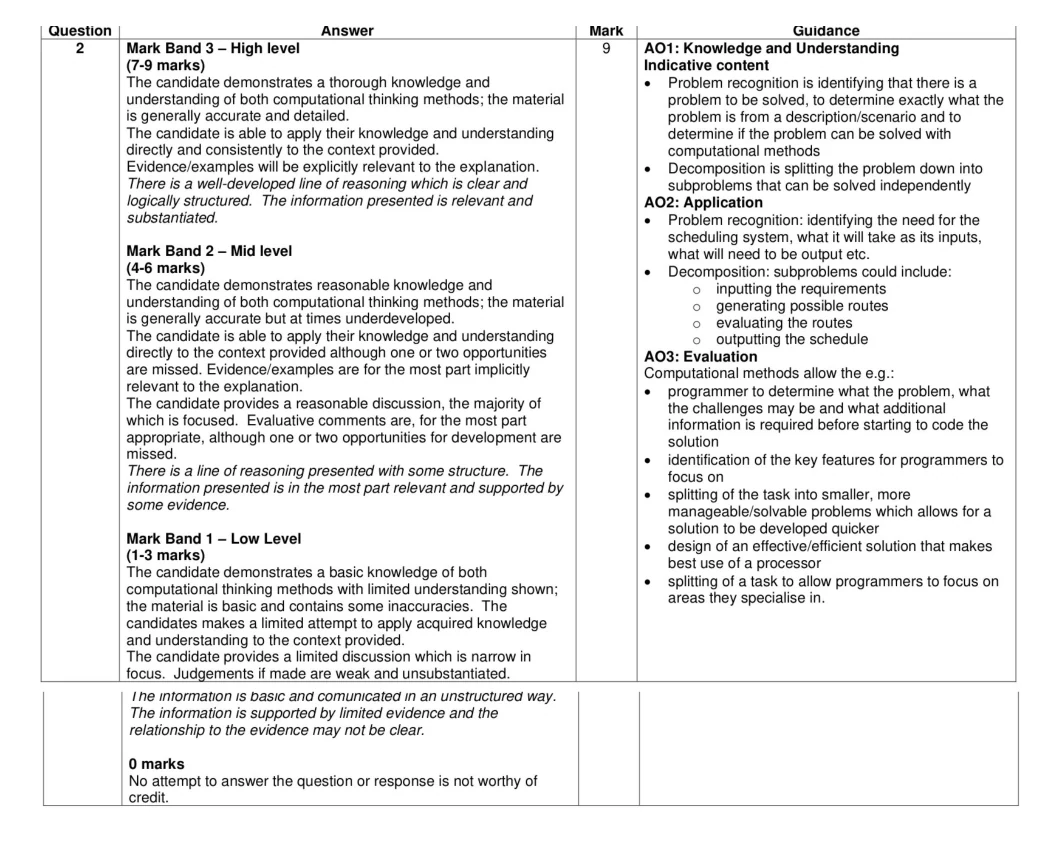 Question Answer Mark Guidance
2 Mark Band 3 – High level
(7-9 marks)
The candidate demonstrates a thorough knowledge and
understanding of both computational thinking methods; the material
is generally accurate and detailed.
The candidate is able to apply their knowledge and understanding
directly and consistently to the context provided.
Evidence/examples will be explicitly relevant to the explanation.
There is a well-developed line of reasoning which is clear and
logically structured. The information presented is relevant and
substantiated.
Mark Band 2 – Mid level
(4-6 marks)
The candidate demonstrates reasonable knowledge and
understanding of both computational thinking methods; the material
is generally accurate but at times underdeveloped.
The candidate is able to apply their knowledge and understanding
directly to the context provided although one or two opportunities
are missed. Evidence/examples are for the most part implicitly
relevant to the explanation.
The candidate provides a reasonable discussion, the majority of
which is focused. Evaluative comments are, for the most part
appropriate, although one or two opportunities for development are
missed.
There is a line of reasoning presented with some structure. The
information presented is in the most part relevant and supported by
some evidence.
Mark Band 1 – Low Level
(1-3 marks)
The candidate demonstrates a basic knowledge of both
computational thinking methods with limited understanding shown;
the material is basic and contains some inaccuracies. The
candidates makes a limited attempt to apply acquired knowledge
and understanding to the context provided.
The candidate provides a limited discussion which is narrow in
focus. Judgements if made are weak and unsubstantiated.
The information is basic and comunicated in an unstructured way.
The information is supported by limited evidence and the
relationship to the evidence may not be clear.
0 marks
No attempt to answer the question or response is not worthy of
credit.
9
AO1: Knowledge and Understanding
Indicative content
• Problem recognition is identifying that there is a
problem to be solved, to determine exactly what the
problem is from a description/scenario and to
determine if the problem can be solved with
computational methods
• Decomposition is splitting the problem down into
subproblems that can be solved independently
AO2: Application
• Problem recognition: identifying the need for the
scheduling system, what it will take as its inputs,
what will need to be output etc.
• Decomposition: subproblems could include:
o inputting the requirements
o generating possible routes
o evaluating the routes
o outputting the schedule
AO3: Evaluation
Computational methods allow the e.g.:
• programmer to determine what the problem, what
the challenges may be and what additional
information is required before starting to code the
solution
• identification of the key features for programmers to
focus on
• splitting of the task into smaller, more
manageable/solvable problems which allows for a
solution to be developed quicker
• design of an effective/efficient solution that makes
best use of a processor
• splitting of a task to allow programmers to focus on
areas they specialise in.